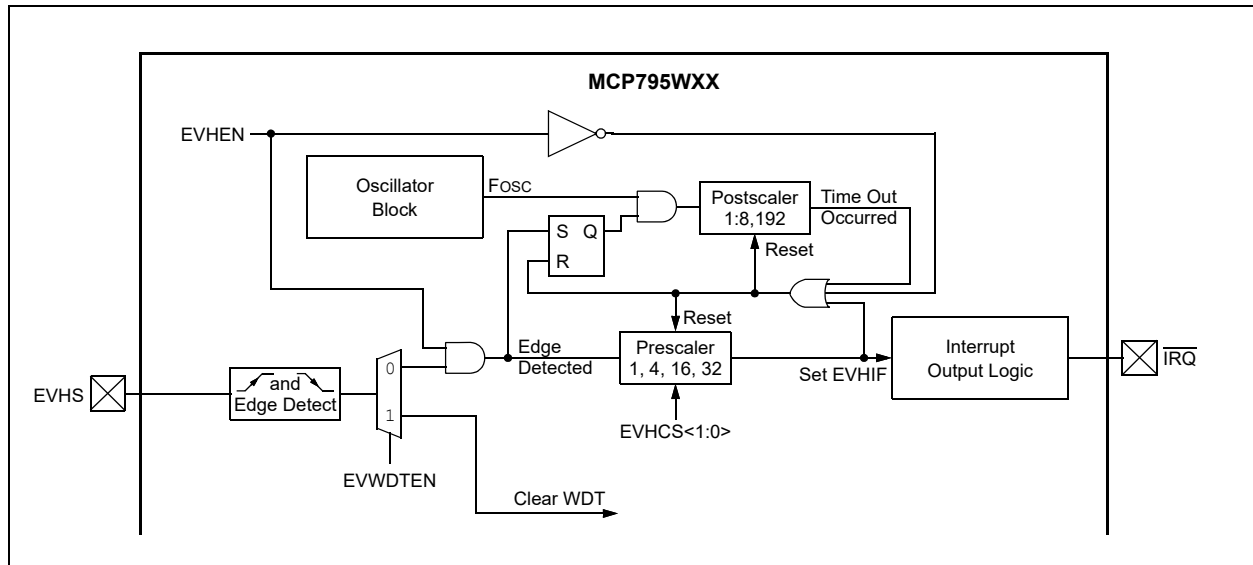 MCP795WXX
EVHEN
Oscillator
Block
FOSC
Postscaler
1:8,192
Time Out
Occurred
S Q
R
Reset
Reset
Edge
Detected
Prescaler
1, 4, 16, 32
Set EVHIF
Interrupt
Output Logic
IRQ
EVHS
and
Edge Detect
0
1
EVHCS<1:0>
EVWDTEN
Clear WDT